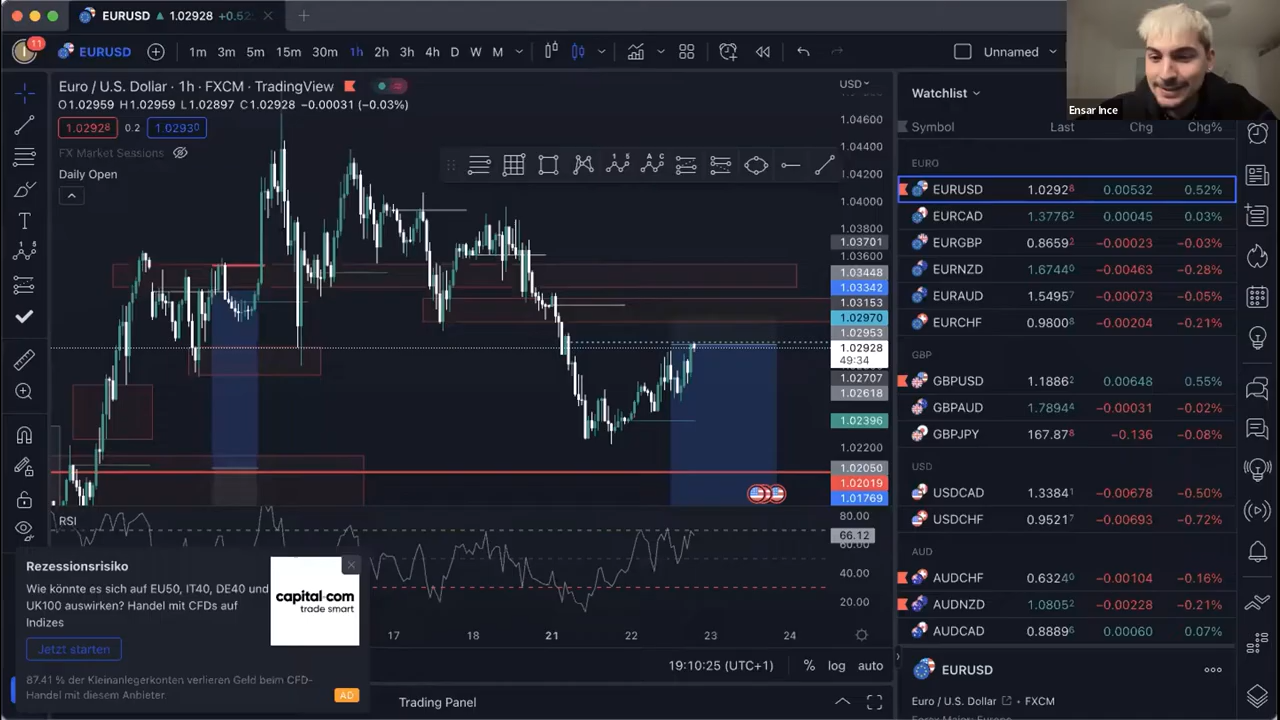 EURUSD ▲ 1.02928 +0.52
11
EURUSD
1m 3m 5m 15m 30m 1h 2h 3h 4h D W M
Unnamed
Ensar Ince
Euro / U.S. Dollar · 1h · FXCM · TradingView
O1.02959 H1.02959 L1.02897 C1.02928 −0.00031 (−0.03%)
1.02928 0.2 1.02930
FX Market Sessions
Daily Open
USD
1.04600
1.04400
1.04200
1.04000
1.03800
1.03701
1.03600
1.03448
1.03342
1.03153
1.02970
1.02953
1.02928
49:34
1.02707
1.02618
1.02396
1.02200
1.02050
1.02019
1.01769
RSI
80.00
66.12
60.00
40.00
20.00
17 18 21 22 23 24
19:10:25 (UTC+1) % log auto
Trading Panel
Rezessionsrisiko
Wie könnte es sich auf EU50, IT40, DE40 und
UK100 auswirken? Handel mit CFDs auf
Indizes
Jetzt starten
capital.com
trade smart
87.41 % der Kleinanlegerkonten verlieren Geld beim CFD-
Handel mit diesem Anbieter.
AD
Watchlist
Symbol Last Chg Chg%
EURO
EURUSD 1.02928 0.00532 0.52%
EURCAD 1.37762 0.00045 0.03%
EURGBP 0.86592 −0.00023 −0.03%
EURNZD 1.67440 −0.00463 −0.28%
EURAUD 1.54957 −0.00073 −0.05%
EURCHF 0.98008 −0.00206 −0.21%
GBP
GBPUSD 1.18862 0.00648 0.55%
GBPAUD 1.78944 −0.00031 −0.02%
GBPJPY 167.878 −0.136 −0.08%
USD
USDCAD 1.33841 −0.00678 −0.50%
USDCHF 0.95217 −0.00693 −0.72%
AUD
AUDCHF 0.63240 −0.00104 −0.16%
AUDNZD 1.08052 −0.00228 −0.21%
AUDCAD 0.88896 0.00060 0.07%
EURUSD
Euro / U.S. Dollar · FXCM